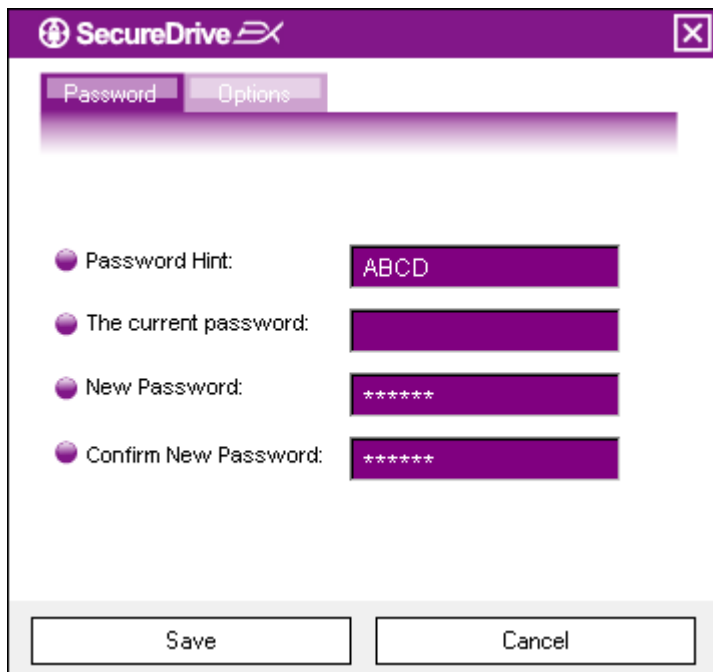 SecureDrive EX
Password Options
Password Hint: ABCD
The current password:
New Password: ******
Confirm New Password: ******
Save Cancel